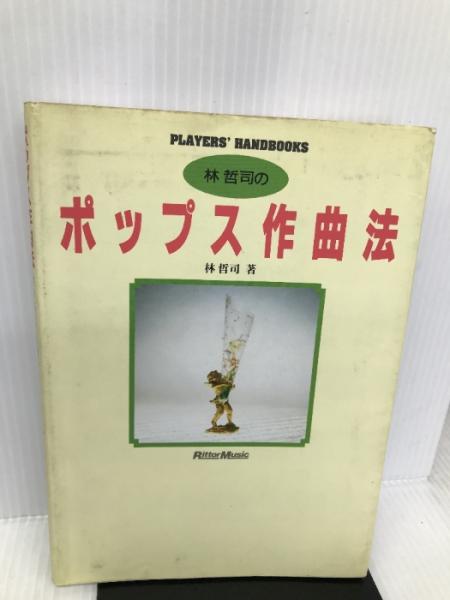 PLAYERS' HANDBOOKS
林 哲司の
ポップス作曲法
林 哲司 著
RittorMusic